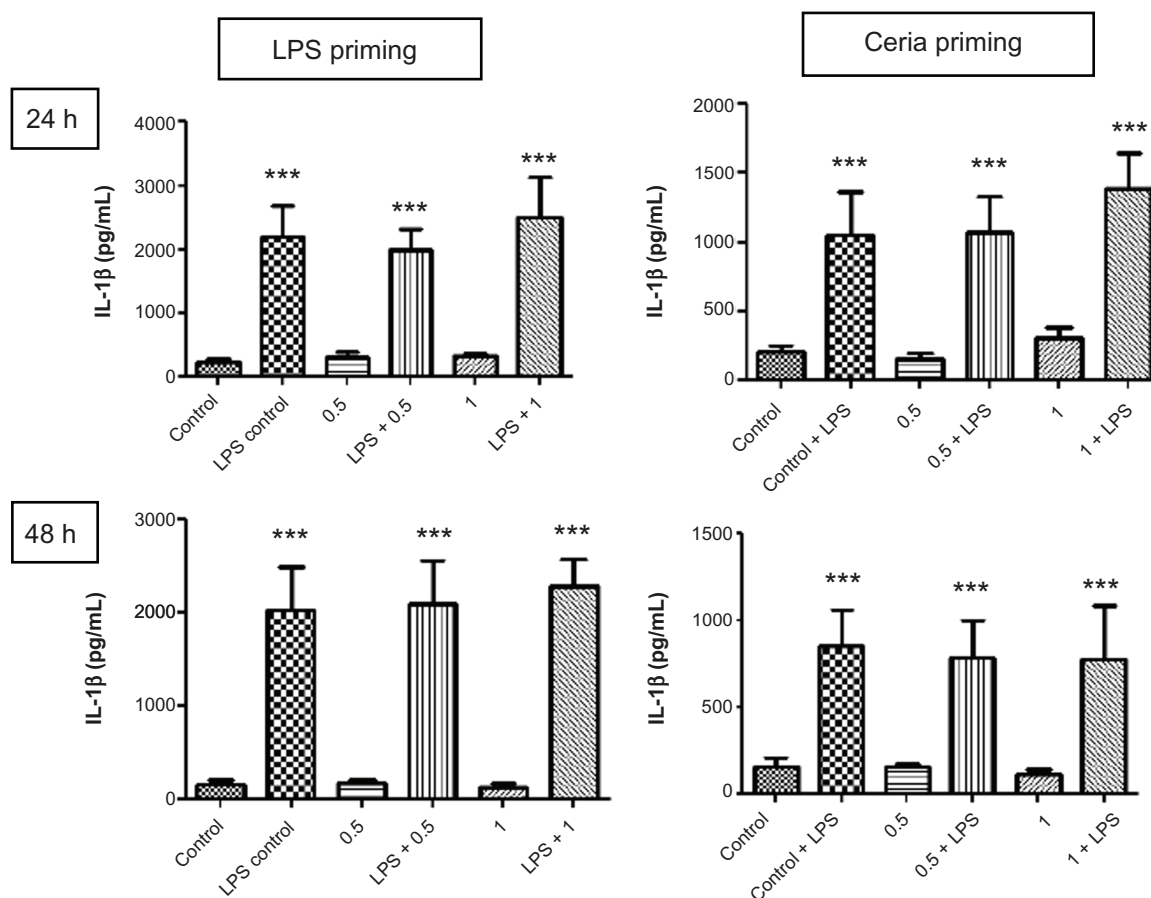 LPS priming
Ceria priming
24 h
4000
3000
2000
1000
0
IL-1β (pg/mL)
***
***
***
Control
LPS control
0.5
LPS + 0.5
1
LPS + 1
2000
1500
1000
500
0
IL-1β (pg/mL)
***
***
***
Control
Control + LPS
0.5
0.5 + LPS
1
1 + LPS
48 h
3000
2000
1000
0
IL-1β (pg/mL)
***
***
***
Control
LPS control
0.5
LPS + 0.5
1
LPS + 1
1500
1000
500
0
IL-1β (pg/mL)
***
***
***
Control
Control + LPS
0.5
0.5 + LPS
1
1 + LPS